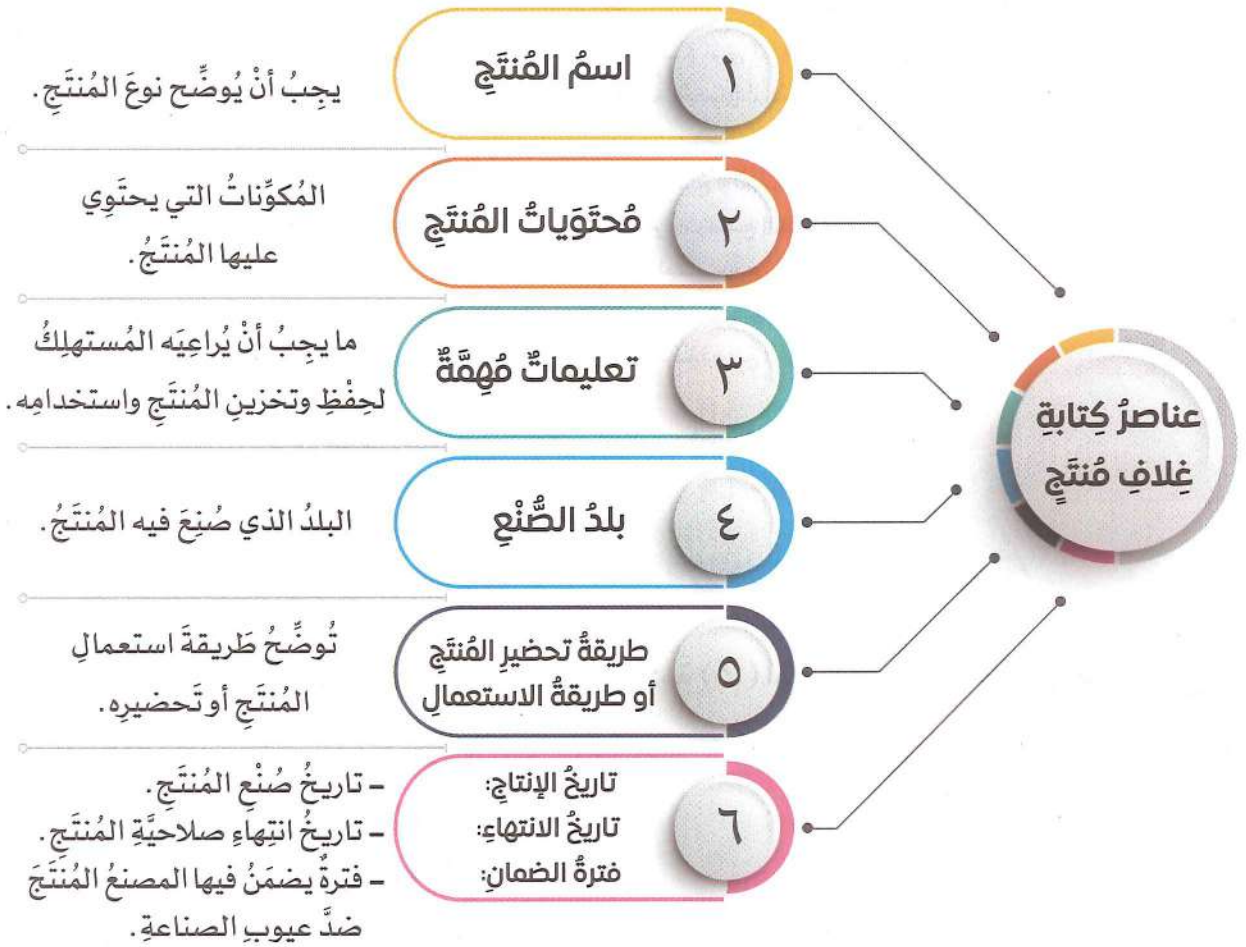 عناصرُ كِتابةِ
غِلافِ مُنتَجٍ
١
اسمُ المُنتَجِ
يجِبُ أنْ يُوضِّح نوعَ المُنتَجِ.
٢
مُحتَوَياتُ المُنتَجِ
المُكوِّناتُ التي يحتَوِي
عليها المُنتَجُ.
٣
تعليماتٌ مُهِمَّةٌ
ما يجِبُ أنْ يُراعِيَه المُستهلِكُ
لحِفْظِ وتخزينِ المُنتَجِ واستخدامِه.
٤
بلدُ الصُّنْعِ
البلدُ الذي صُنِعَ فيه المُنتَجُ.
٥
طريقةُ تحضيرِ المُنتَجِ
أو طريقةُ الاستعمالِ
تُوضِّحُ طَريقةَ استعمالِ
المُنتَجِ أو تَحضيرِه.
٦
تاريخُ الإنتاجِ:
تاريخُ الانتهاءِ:
فترةُ الضمانِ:
– تاريخُ صُنْعِ المُنتَجِ.
– تاريخُ انتِهاءِ صلاحيَّةِ المُنتَجِ.
– فترةٌ يضمَنُ فيها المصنعُ المُنتَجَ
ضدَّ عيوبِ الصناعةِ.